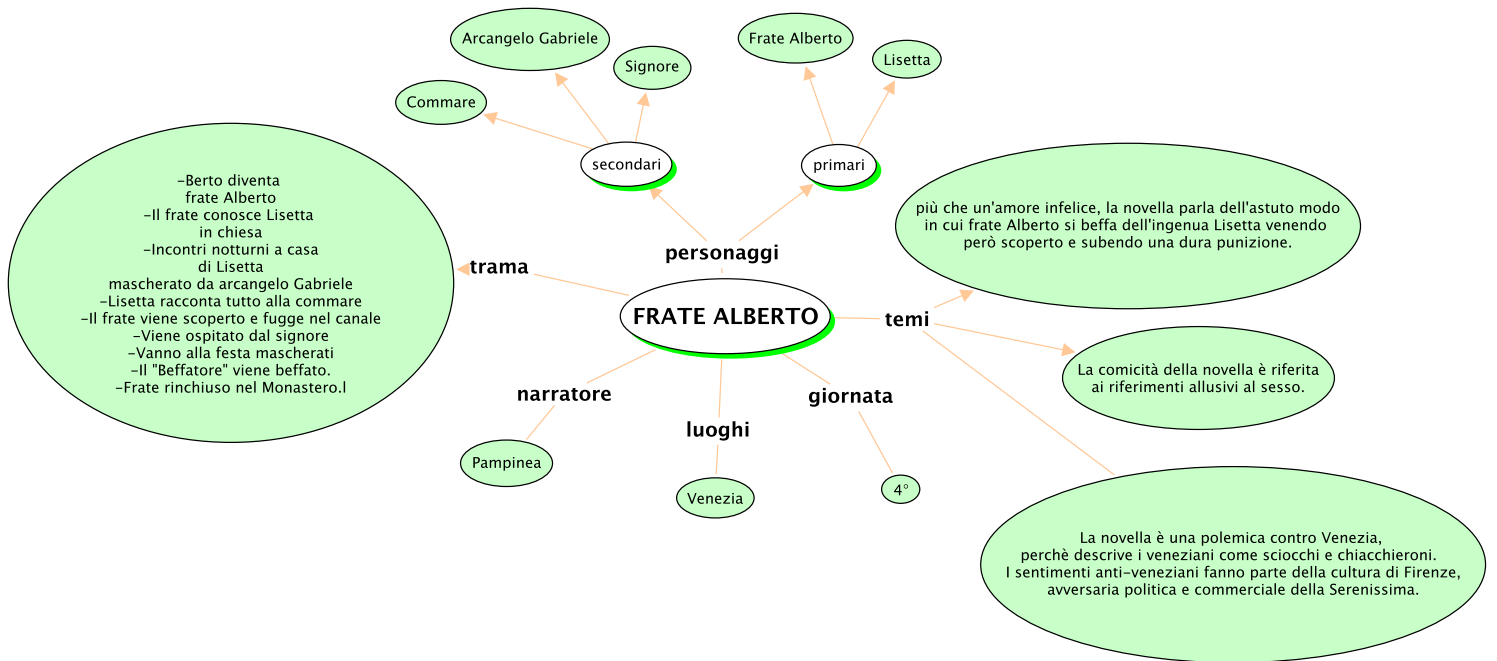 Arcangelo Gabriele
Signore
Commare
secondari
Frate Alberto
Lisetta
primari
personaggi
FRATE ALBERTO
trama
-Berto diventa
frate Alberto
-Il frate conosce Lisetta
in chiesa
-Incontri notturni a casa
di Lisetta
mascherato da arcangelo Gabriele
-Lisetta racconta tutto alla commare
-Il frate viene scoperto e fugge nel canale
-Viene ospitato dal signore
-Vanno alla festa mascherati
-Il "Beffatore" viene beffato.
-Frate rinchiuso nel Monastero.l
narratore
Pampinea
luoghi
Venezia
giornata
4°
temi
più che un'amore infelice, la novella parla dell'astuto modo
in cui frate Alberto si beffa dell'ingenua Lisetta venendo
però scoperto e subendo una dura punizione.
La comicità della novella è riferita
ai riferimenti allusivi al sesso.
La novella è una polemica contro Venezia,
perchè descrive i veneziani come sciocchi e chiacchieroni.
I sentimenti anti-veneziani fanno parte della cultura di Firenze,
avversaria politica e commerciale della Serenissima.